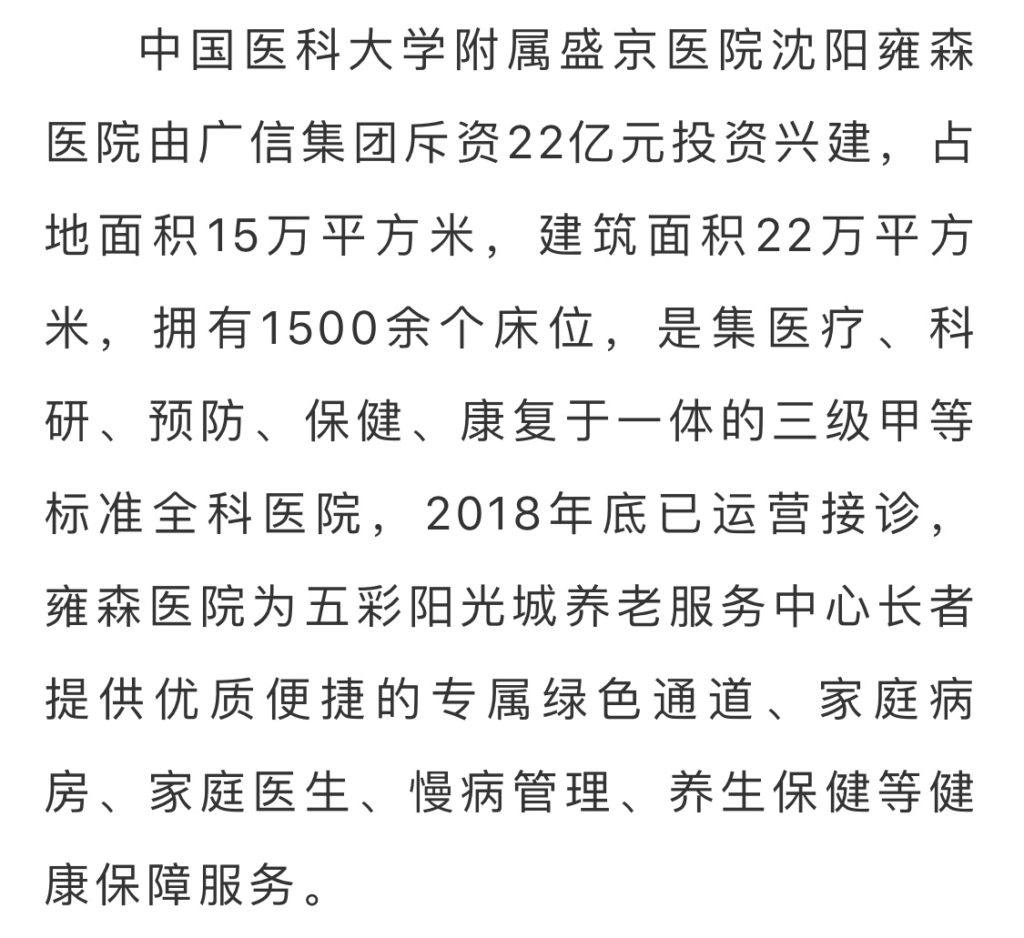 中国医科大学附属盛京医院沈阳雍森
医院由广信集团斥资22亿元投资兴建，占
地面积15万平方米，建筑面积22万平方
米，拥有1500余个床位，是集医疗、科
研、预防、保健、康复于一体的三级甲等
标准全科医院，2018年底已运营接诊，
雍森医院为五彩阳光城养老服务中心长者
提供优质便捷的专属绿色通道、家庭病
房、家庭医生、慢病管理、养生保健等健
康保障服务。